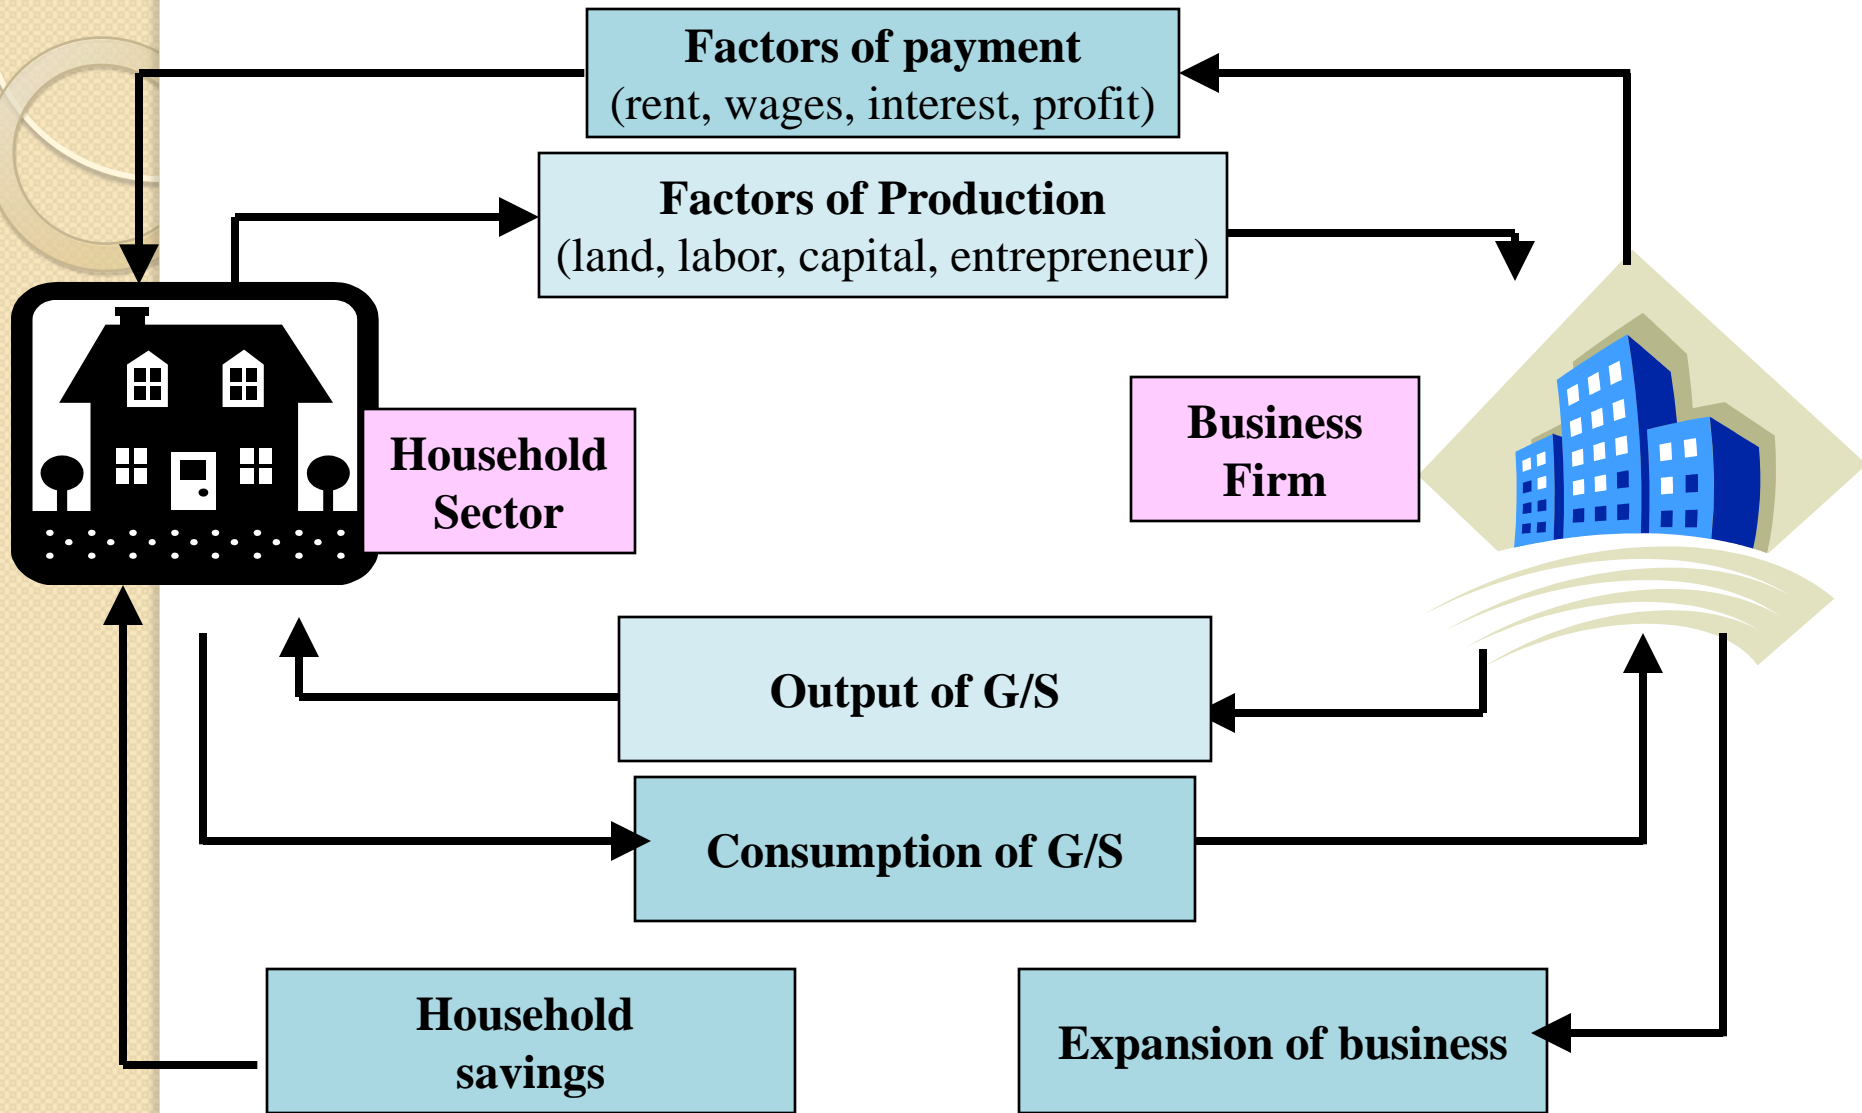 Factors of payment
(rent, wages, interest, profit)
Factors of Production
(land, labor, capital, entrepreneur)
Household
Sector
Business
Firm
Output of G/S
Consumption of G/S
Household
savings
Expansion of business